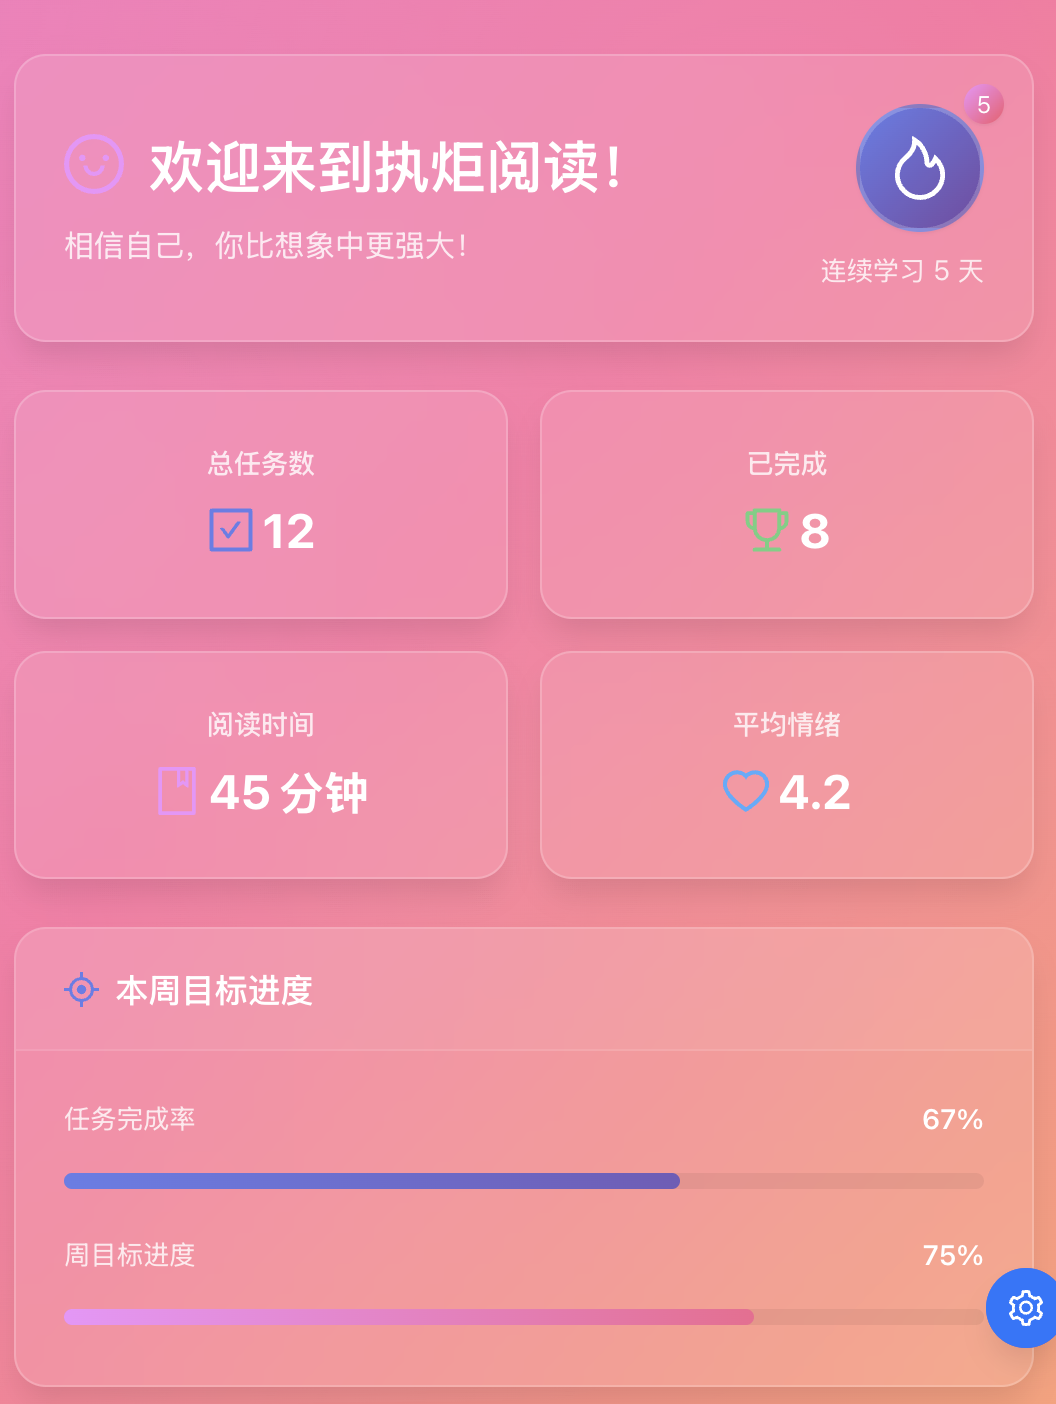 欢迎来到执炬阅读！
相信自己，你比想象中更强大！
5
连续学习 5 天
总任务数
12
已完成
8
阅读时间
45 分钟
平均情绪
4.2
本周目标进度
任务完成率 67%
周目标进度 75%